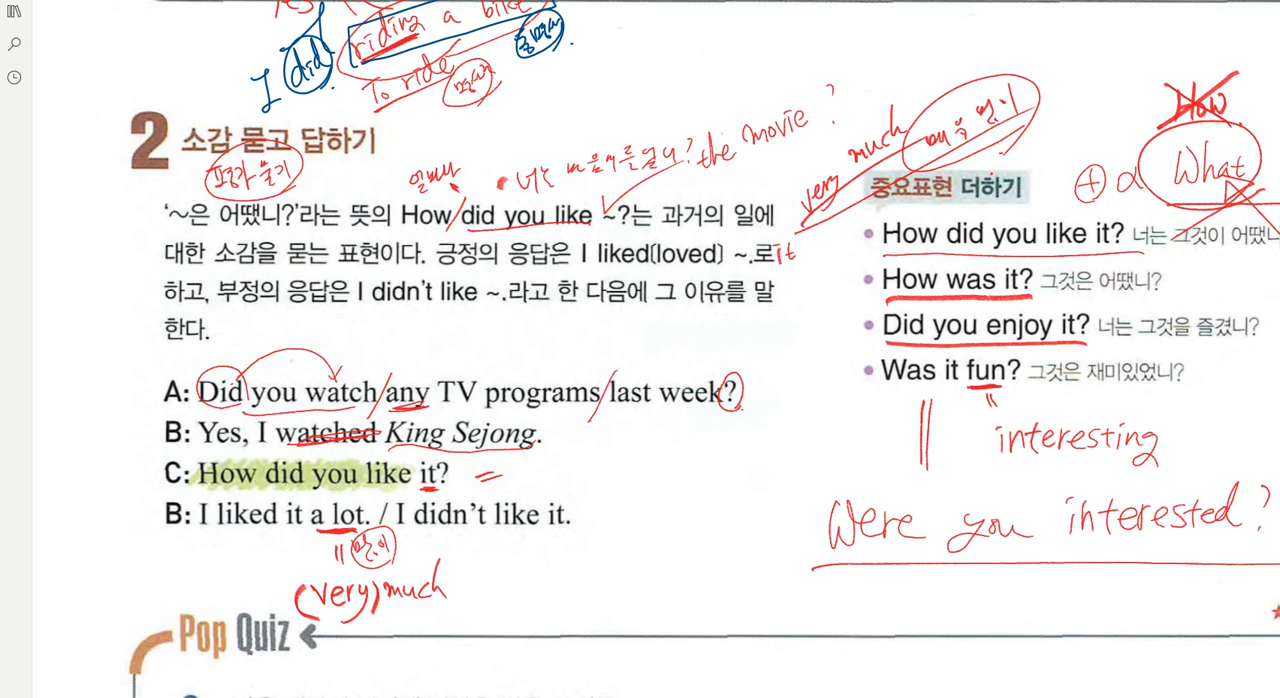 riding a bike
I did
To ride
동명사
2 소감 묻고 답하기
the movie?
very much
How
What
'~은 어땠니?'라는 뜻의 How did you like ~?는 과거의 일에
대한 소감을 묻는 표현이다. 긍정의 응답은 I liked(loved) ~.로
it
하고, 부정의 응답은 I didn't like ~.라고 한 다음에 그 이유를 말
한다.
A: Did you watch any TV programs last week?
B: Yes, I watched King Sejong.
C: How did you like it?
B: I liked it a lot. / I didn't like it.
많이
(very) much
중요표현 더하기
+ α
• How did you like it? 너는 그것이 어땠니
• How was it? 그것은 어땠니?
• Did you enjoy it? 너는 그것을 즐겼니?
• Was it fun? 그것은 재미있었니?
interesting
Were you interested?
Pop Quiz